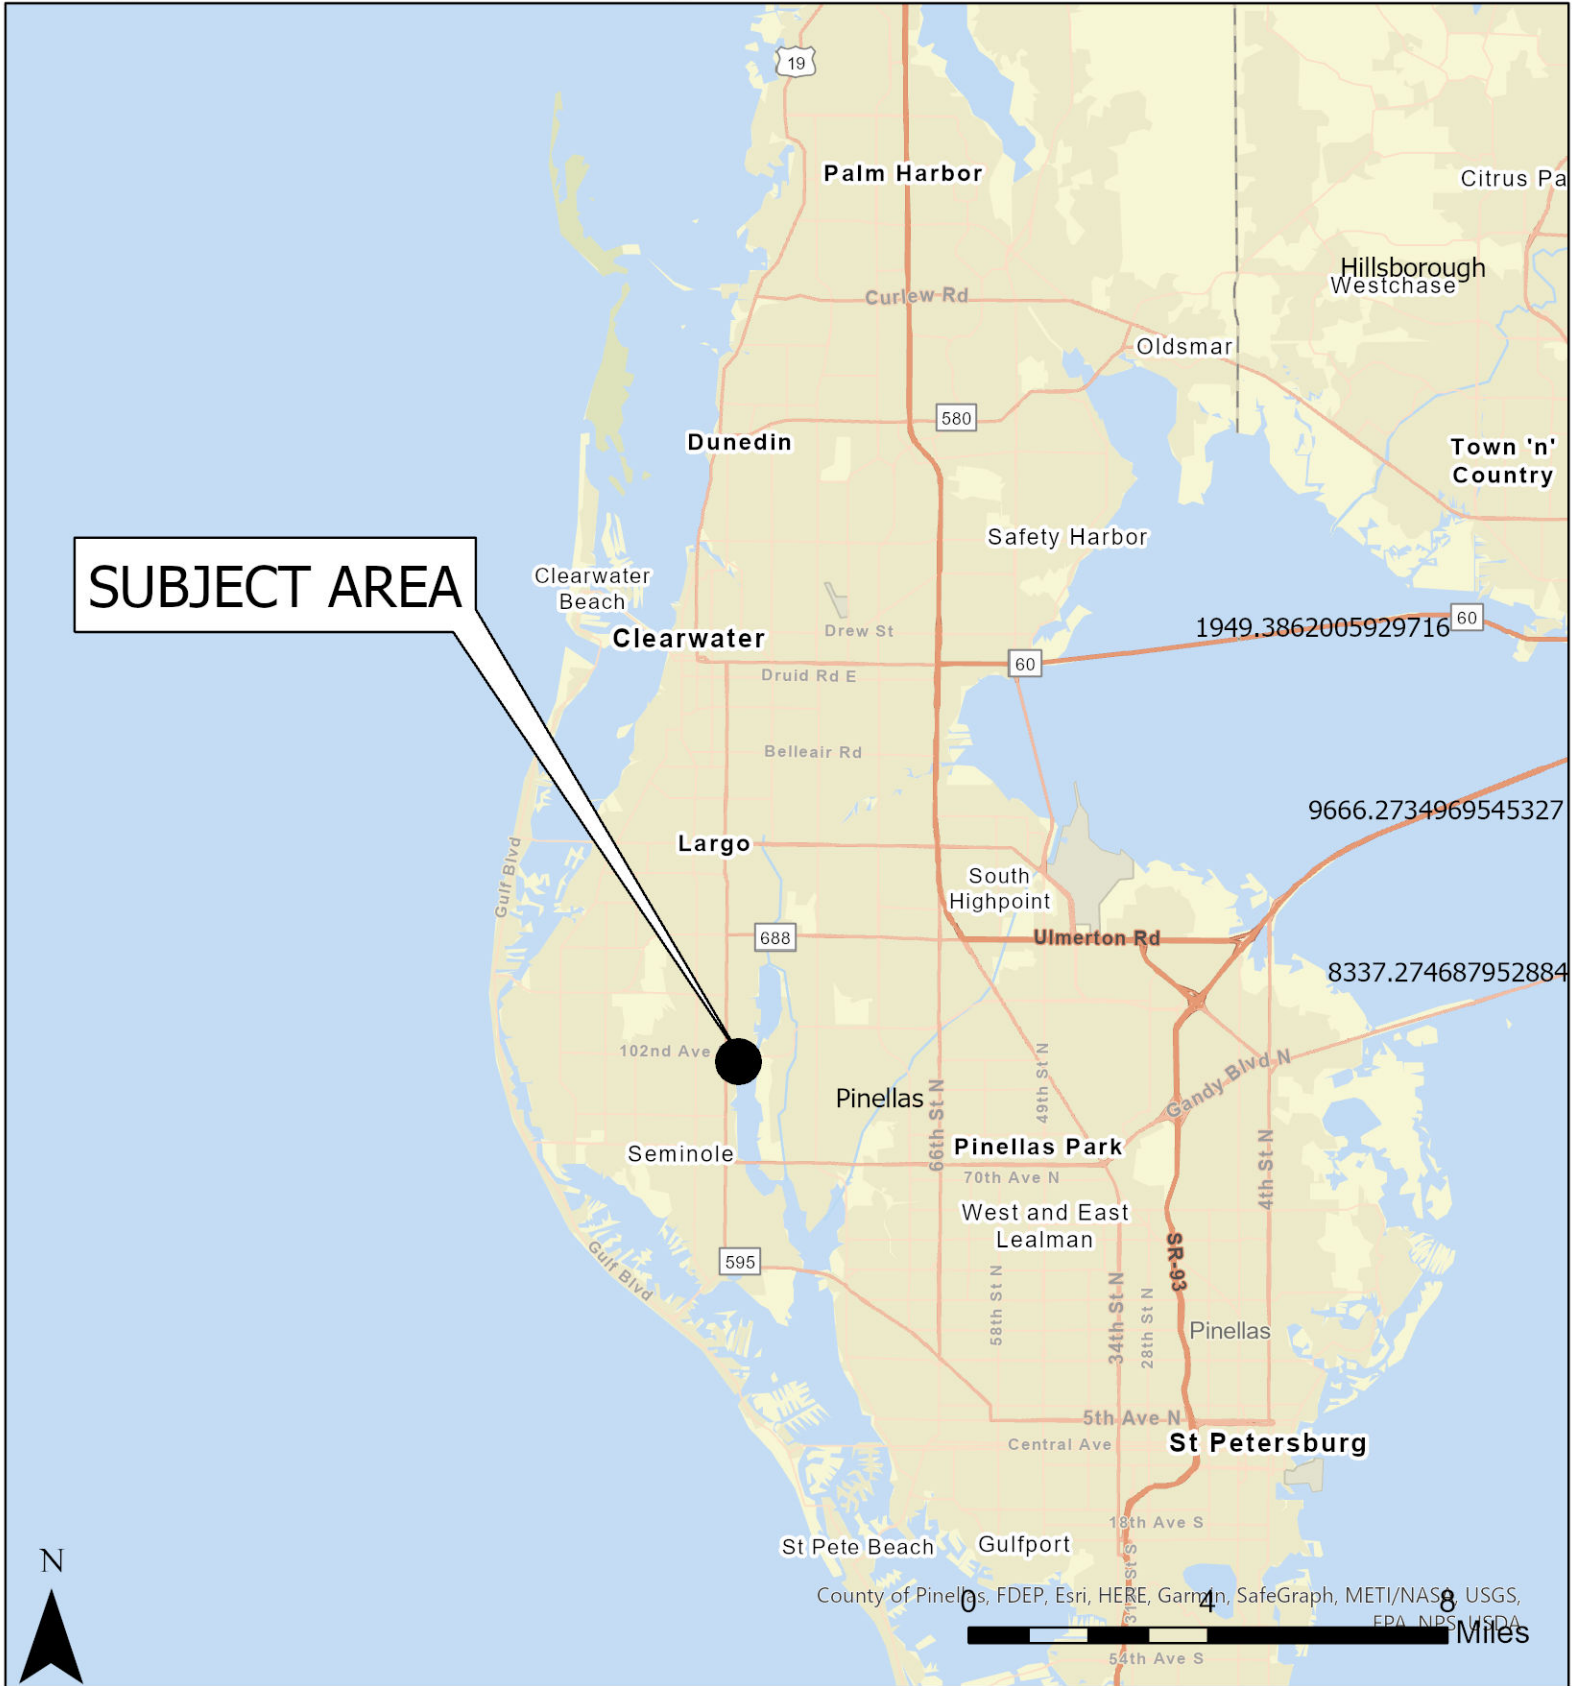 19
Palm Harbor
Citrus Pa
Hillsborough
Westchase
Curlew Rd
Oldsmar
580
Dunedin
Town 'n'
Country
Safety Harbor
SUBJECT AREA
Clearwater
Beach
60
1949.3862005929716
Drew St
Clearwater
60
Druid Rd E
Belleair Rd
9666.2734969545327
Largo
Gulf Blvd
South
Highpoint
688
Ulmerton Rd
8337.274687952884
102nd Ave
49th St N
Gandy Blvd N
Pinellas
66th St N
Pinellas Park
Seminole
70th Ave N
4th St N
West and East
Lealman
595
Gulf Blvd
SR-93
58th St N
34th St N
28th St N
Pinellas
5th Ave N
Central Ave
St Petersburg
18th Ave S
St Pete Beach
Gulfport
31st St S
N
County of Pinellas, FDEP, Esri, HERE, Garmin, SafeGraph, METI/NASA, USGS,
EPA, NPS, USDA
0 4 8
Miles
54th Ave S